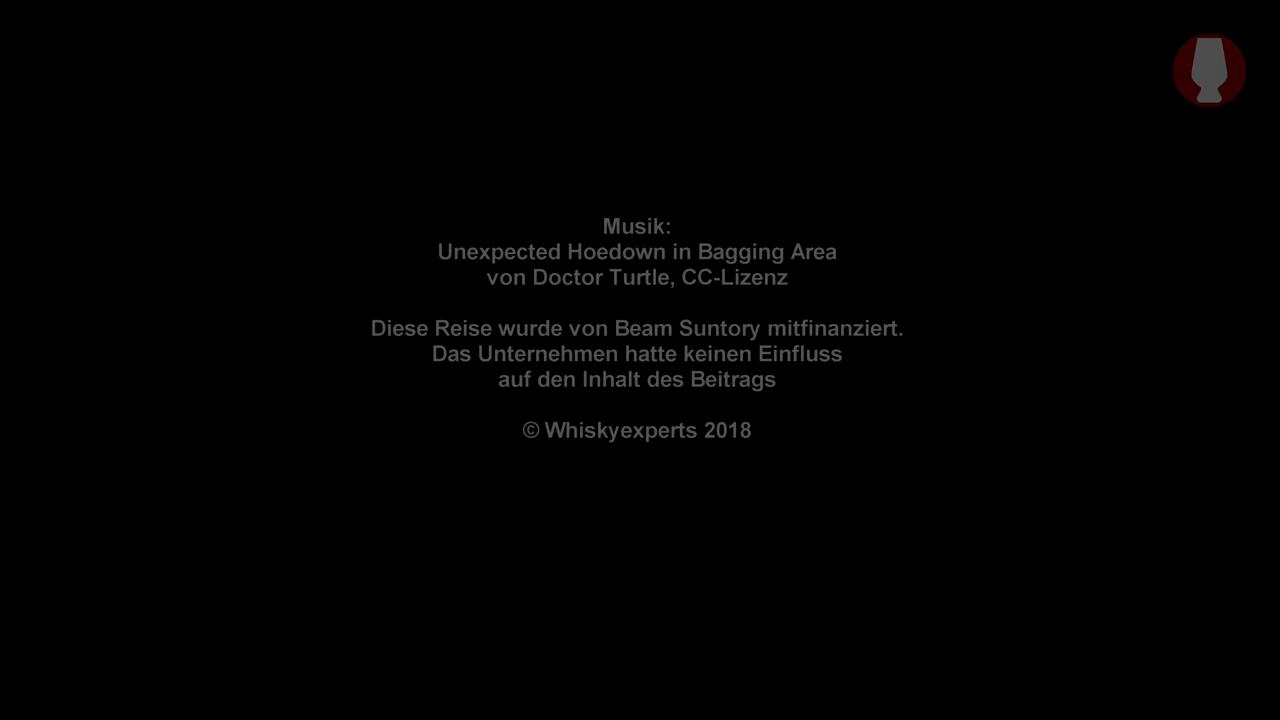 Musik:
Unexpected Hoedown in Bagging Area
von Doctor Turtle, CC-Lizenz
Diese Reise wurde von Beam Suntory mitfinanziert.
Das Unternehmen hatte keinen Einfluss
auf den Inhalt des Beitrags
© Whiskyexperts 2018